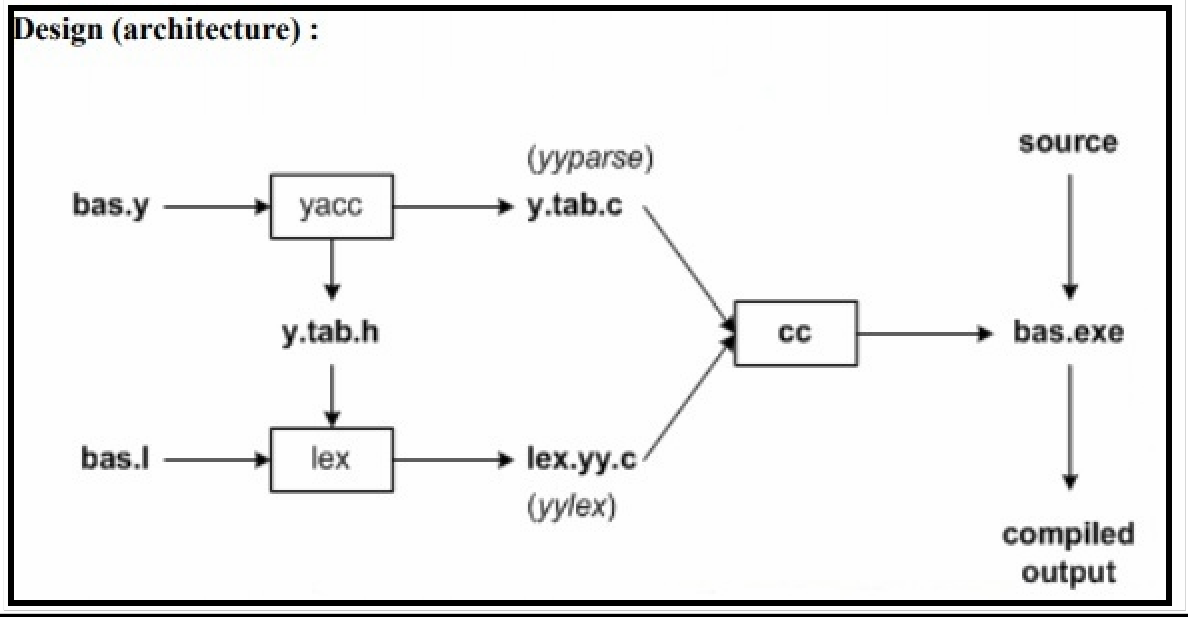 Design (architecture) :
(yyparse)
source
bas.y
yacc
y.tab.c
y.tab.h
cc
bas.exe
bas.l
lex
lex.yy.c
(yylex)
compiled
output